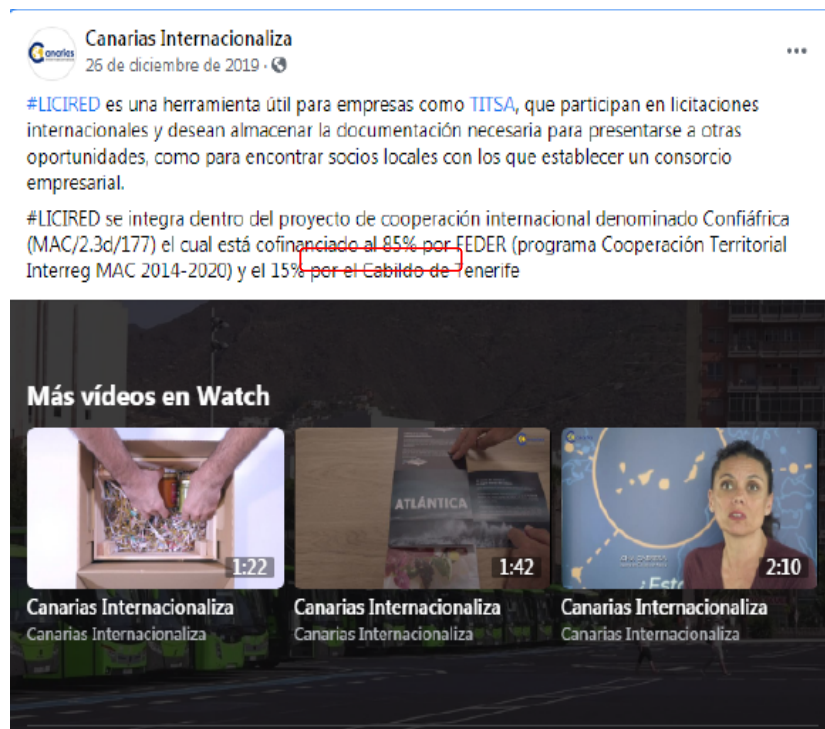 Canarias
Canarias Internacionaliza
26 de diciembre de 2019 ·
#LICIRED es una herramienta útil para empresas como TITSA, que participan en licitaciones
internacionales y desean almacenar la documentación necesaria para presentarse a otras
oportunidades, como para encontrar socios locales con los que establecer un consorcio
empresarial.
#LICIRED se integra dentro del proyecto de cooperación internacional denominado Confiáfrica
(MAC/2.3d/177) el cual está cofinanciado al 85% por FEDER (programa Cooperación Territorial
Interreg MAC 2014-2020) y el 15% por el Cabildo de Tenerife
Más vídeos en Watch
1:22
ATLÁNTICA
1:42
¿Est
2:10
Canarias Internacionaliza
Canarias Internacionaliza
Canarias Internacionaliza
Canarias Internacionaliza
Canarias Internacionaliza
Canarias Internacionaliza